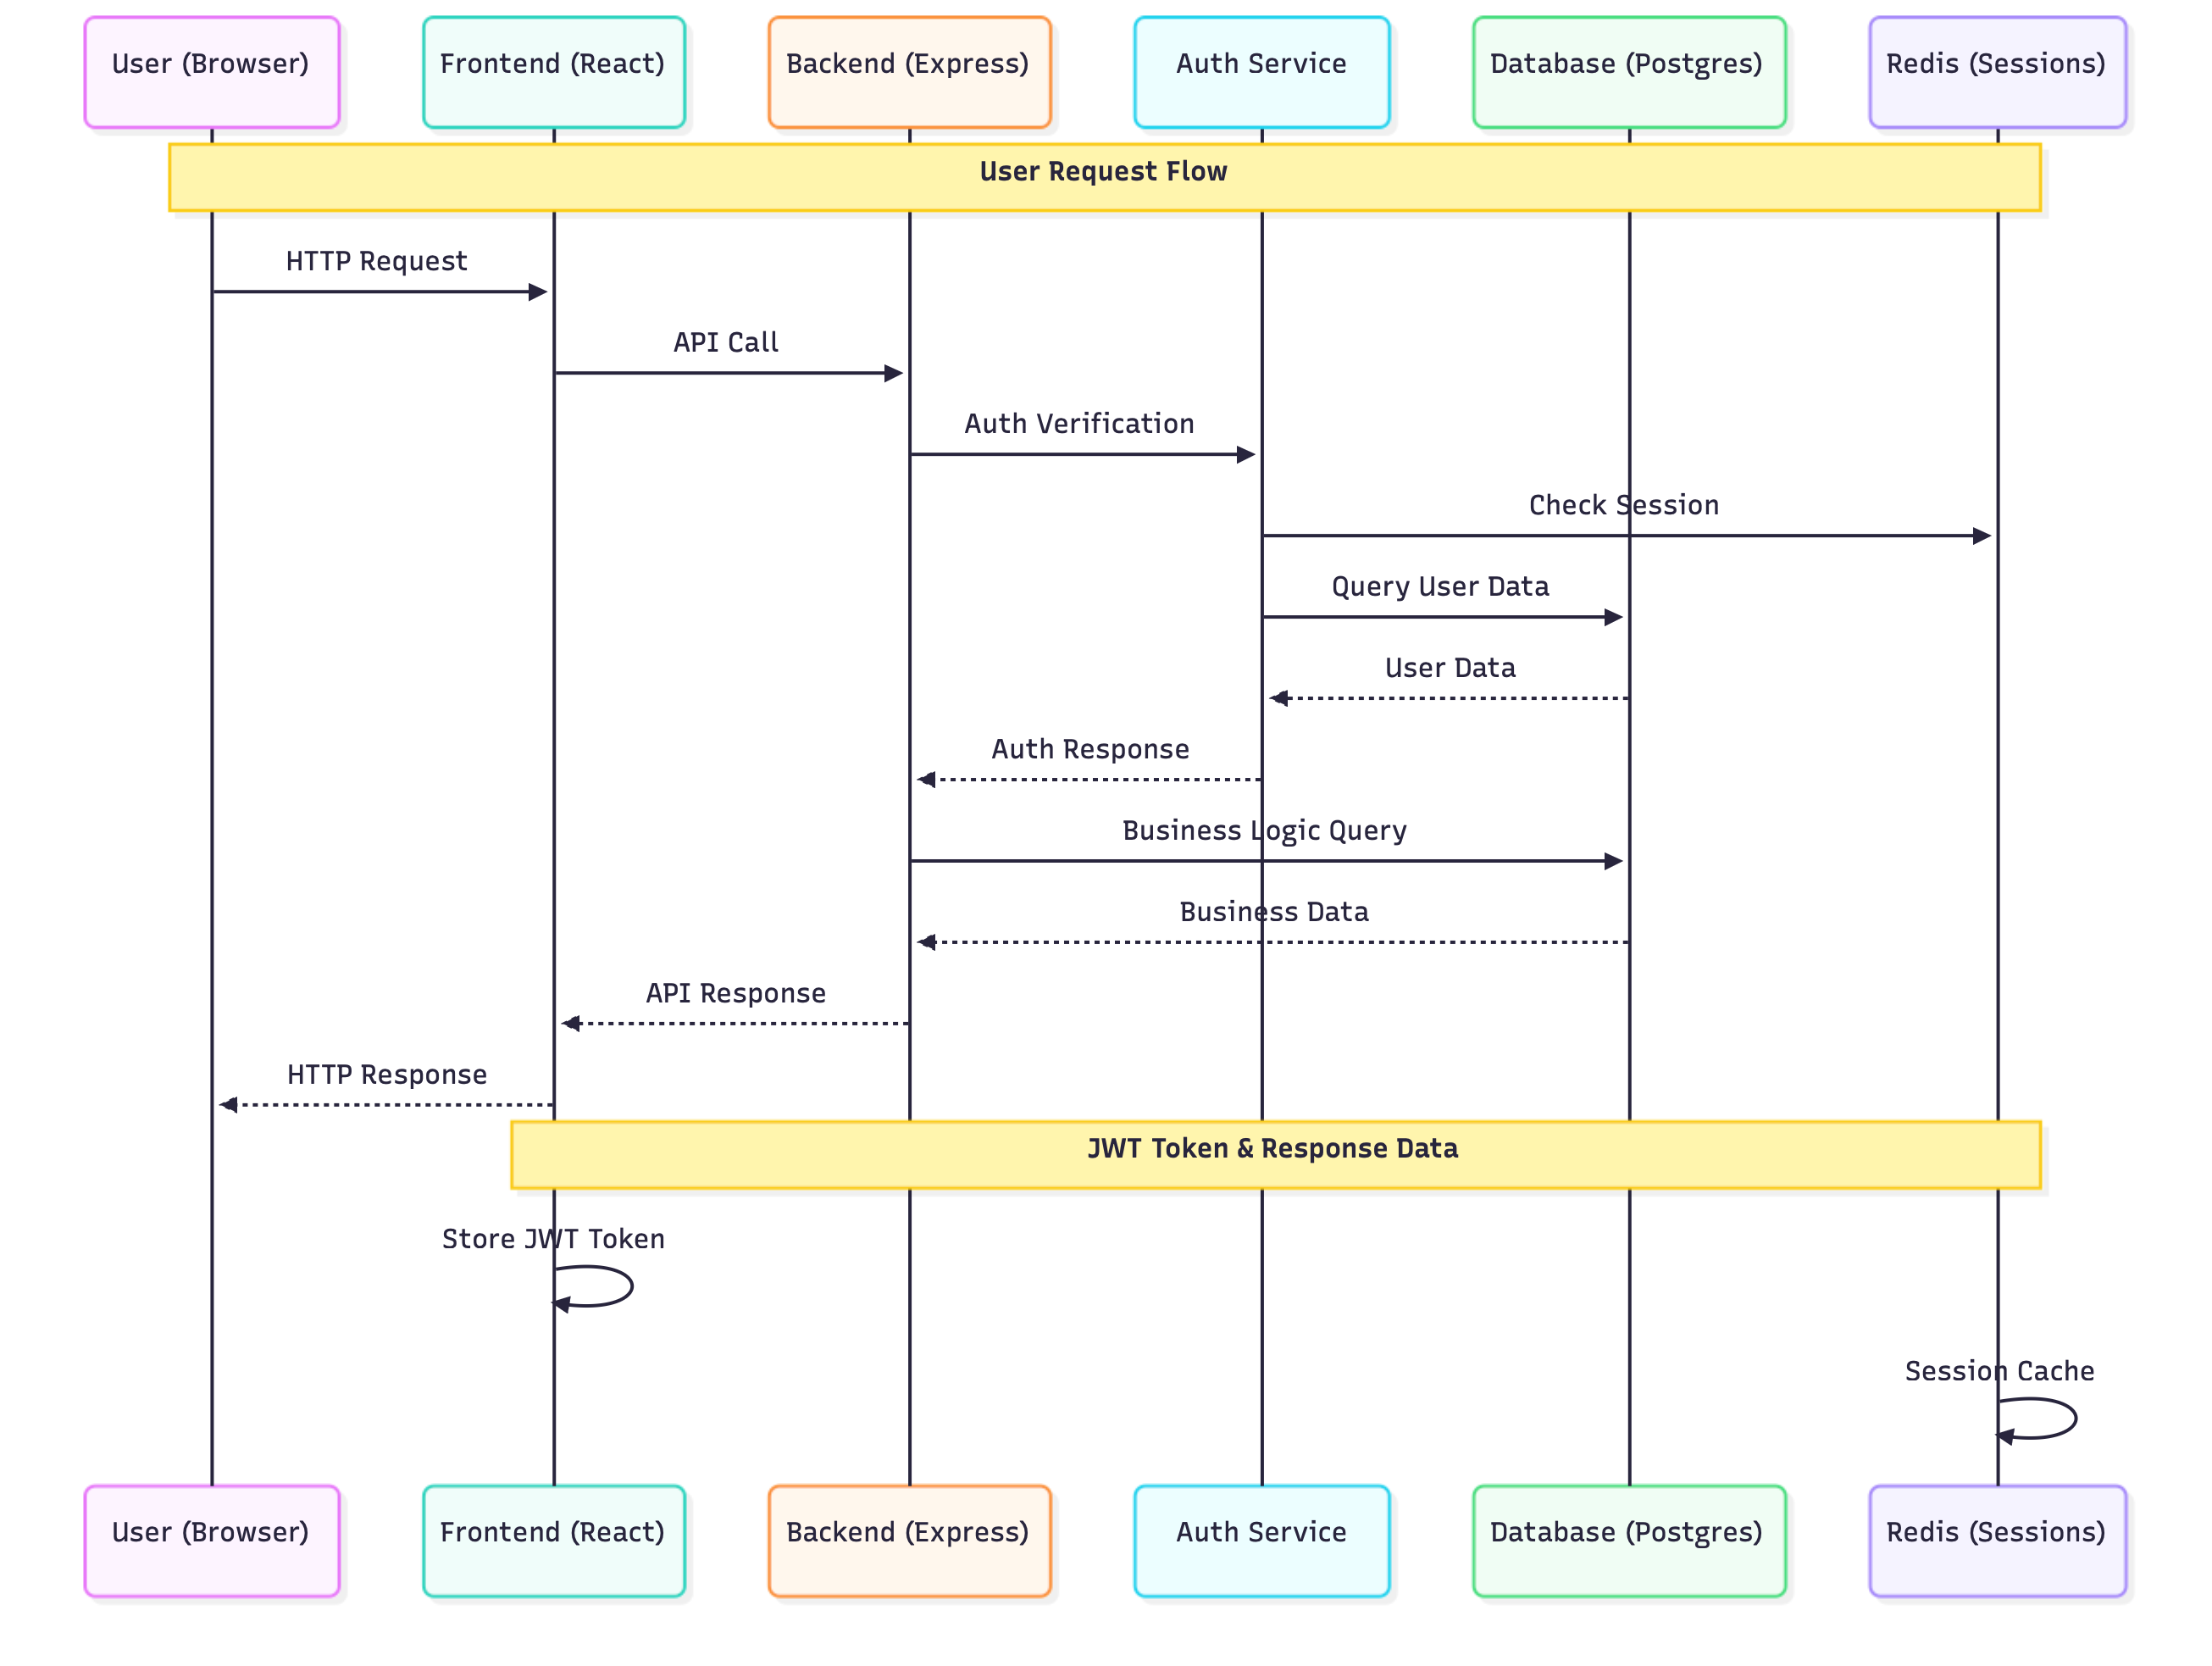 User (Browser)
Frontend (React)
Backend (Express)
Auth Service
Database (Postgres)
Redis (Sessions)
User Request Flow
HTTP Request
API Call
Auth Verification
Check Session
Query User Data
User Data
Auth Response
Business Logic Query
Business Data
API Response
HTTP Response
JWT Token & Response Data
Store JWT Token
Session Cache
User (Browser)
Frontend (React)
Backend (Express)
Auth Service
Database (Postgres)
Redis (Sessions)